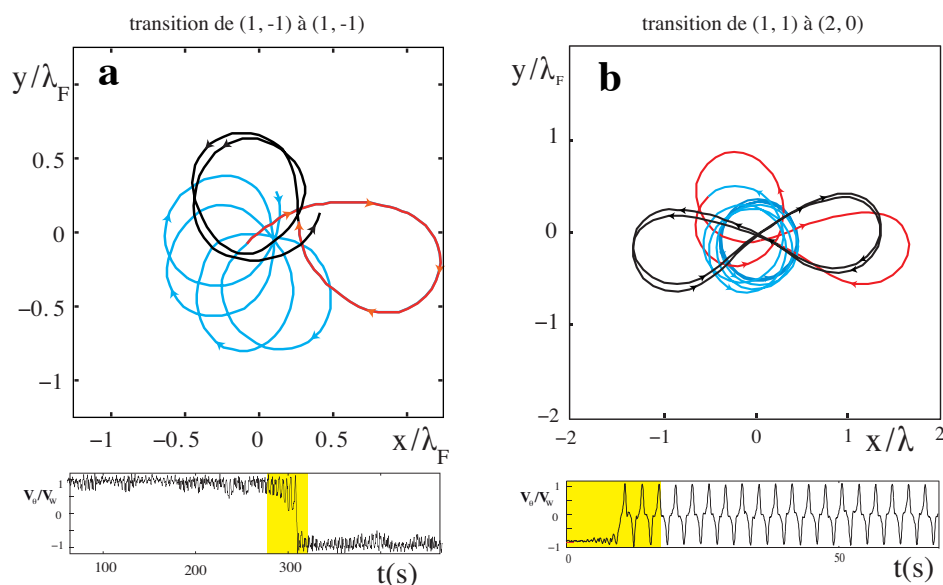 transition de (1, -1) à (1, -1)
a
y/λF
0.5
0
−0.5
−1
−1 −0.5 0 0.5
x/λF
Vθ/Vw
1
0
−1
100 200 300
t(s)
transition de (1, 1) à (2, 0)
b
y/λF
1
0
−1
−2
−2 −1 0 1 2
x/λ
Vθ/Vw
1
0
−1
0 50
t(s)